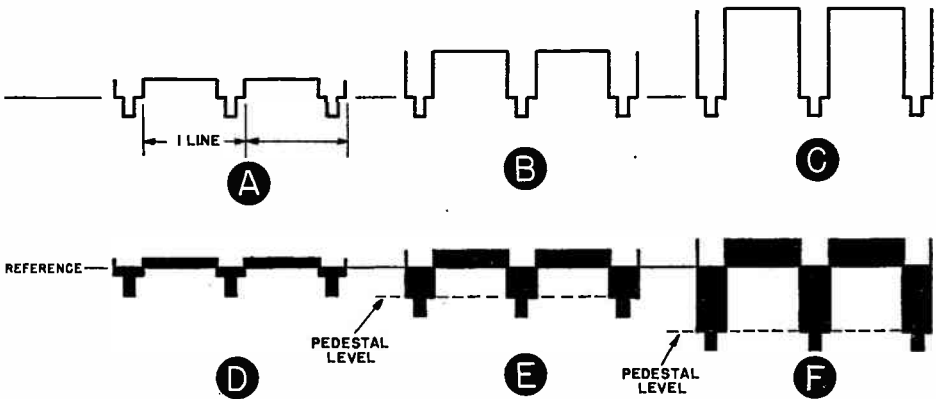 1 LINE
A
B
C
REFERENCE
PEDESTAL
LEVEL
D
E
PEDESTAL
LEVEL
F